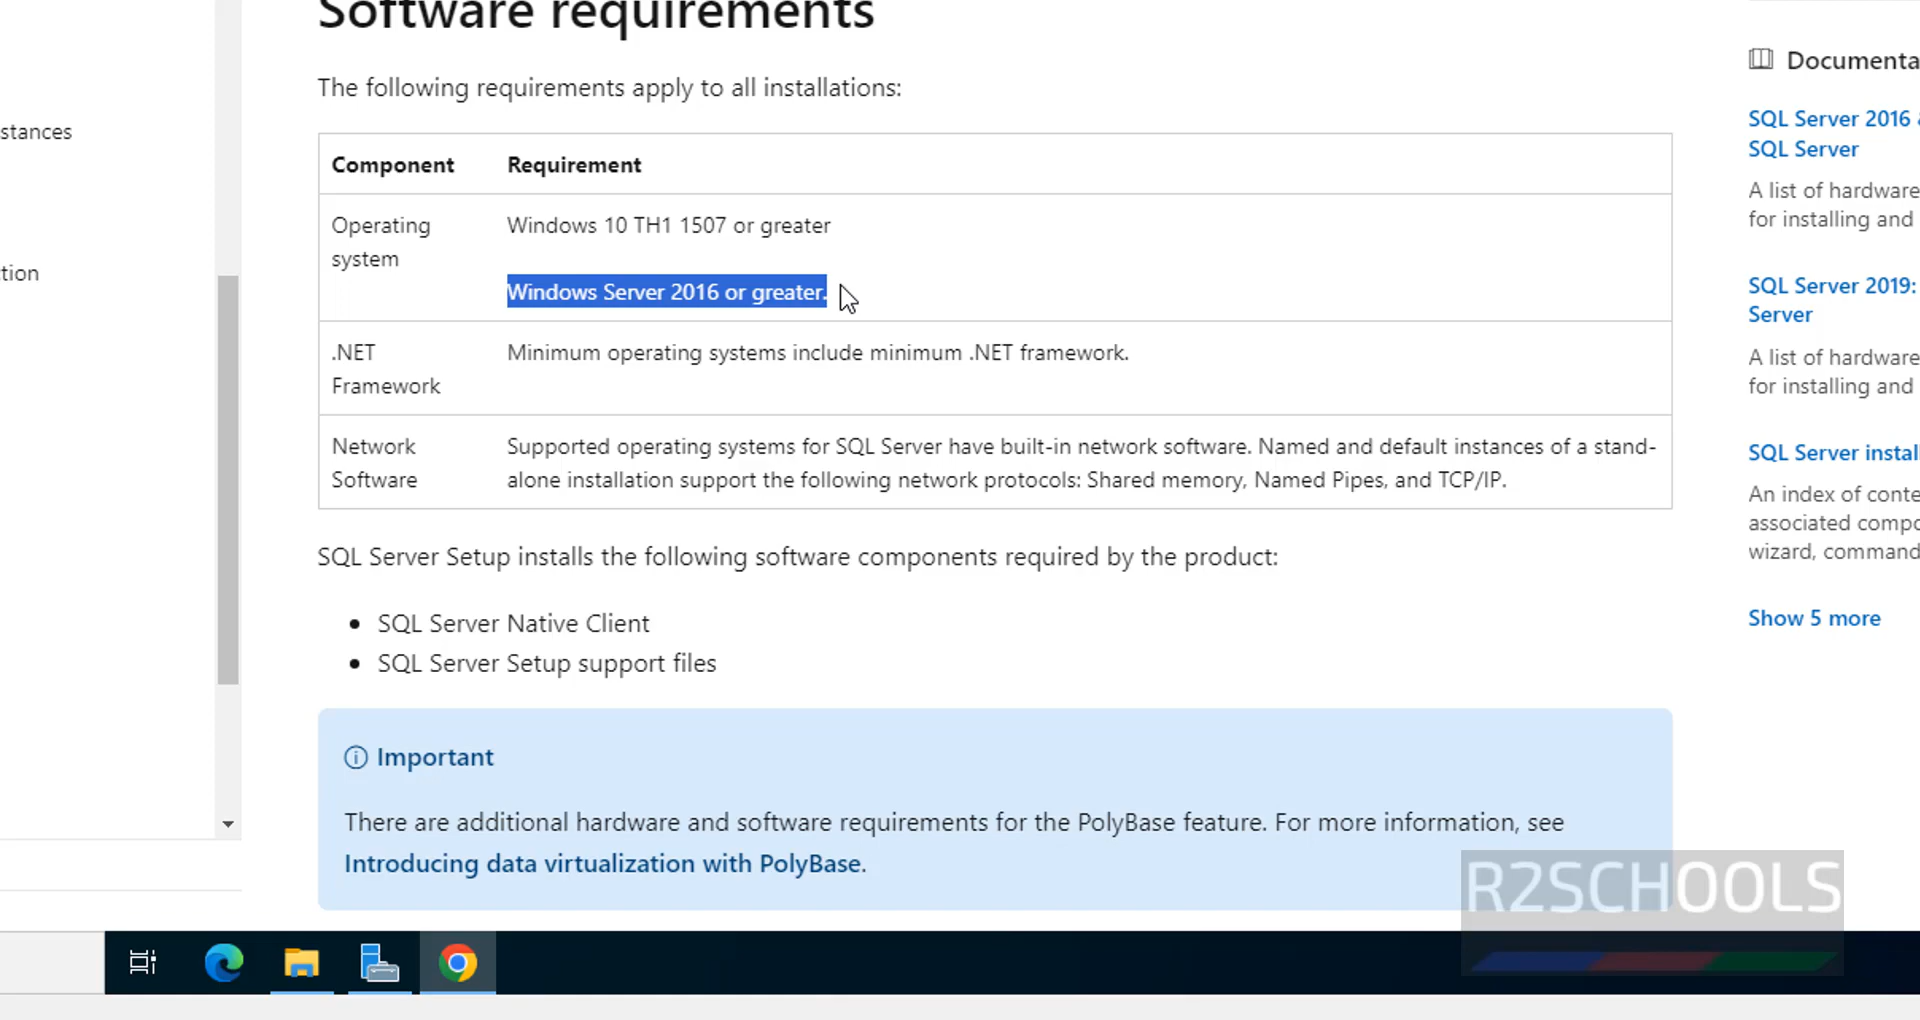 Software requirements
The following requirements apply to all installations:
Component Requirement
Operating system
Windows 10 TH1 1507 or greater
Windows Server 2016 or greater.
.NET Framework
Minimum operating systems include minimum .NET framework.
Network Software
Supported operating systems for SQL Server have built-in network software. Named and default instances of a stand-
alone installation support the following network protocols: Shared memory, Named Pipes, and TCP/IP.
SQL Server Setup installs the following software components required by the product:
• SQL Server Native Client
• SQL Server Setup support files
Important
There are additional hardware and software requirements for the PolyBase feature. For more information, see
Introducing data virtualization with PolyBase.
stances
tion
Documenta
SQL Server 2016
SQL Server
A list of hardware
for installing and
SQL Server 2019:
Server
A list of hardware
for installing and
SQL Server instal
An index of conte
associated compo
wizard, command
Show 5 more
R2SCHOOLS